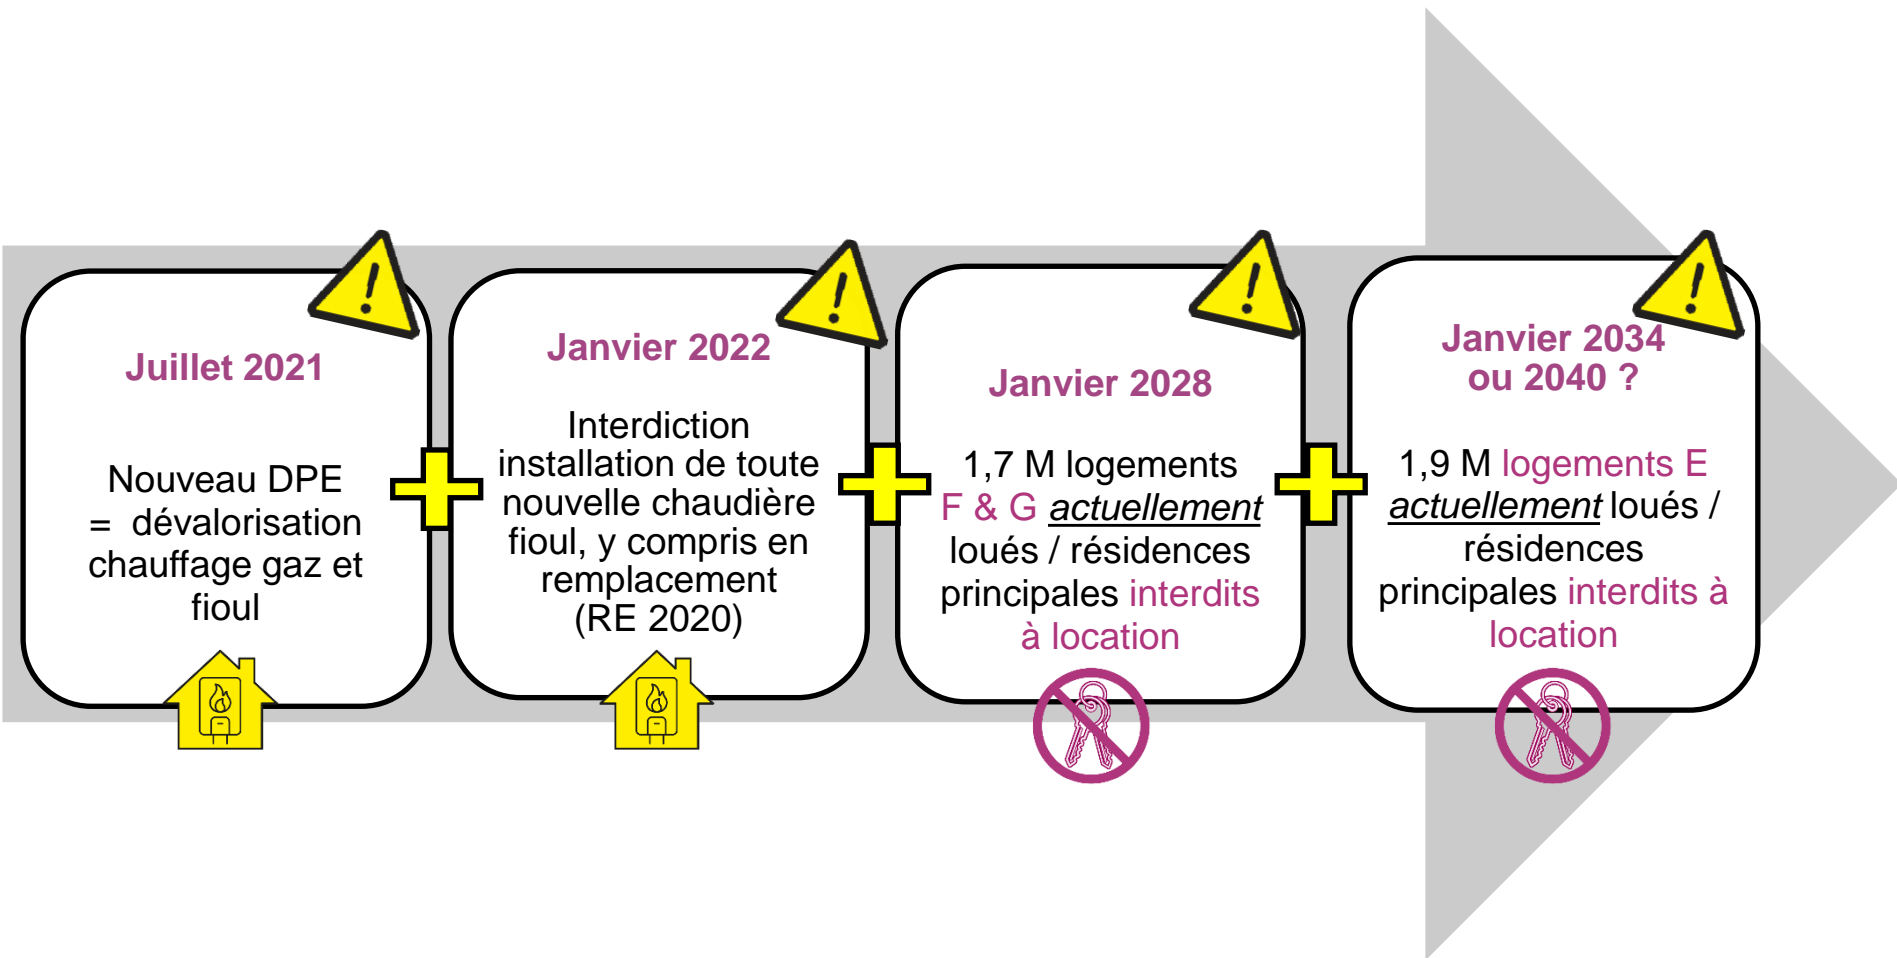 Juillet 2021
Nouveau DPE
= dévalorisation
chauffage gaz et
fioul
Janvier 2022
Interdiction
installation de toute
nouvelle chaudière
fioul, y compris en
remplacement
(RE 2020)
Janvier 2028
1,7 M logements
F & G actuellement
loués / résidences
principales interdits
à location
Janvier 2034
ou 2040 ?
1,9 M logements E
actuellement loués /
résidences
principales interdits à
location